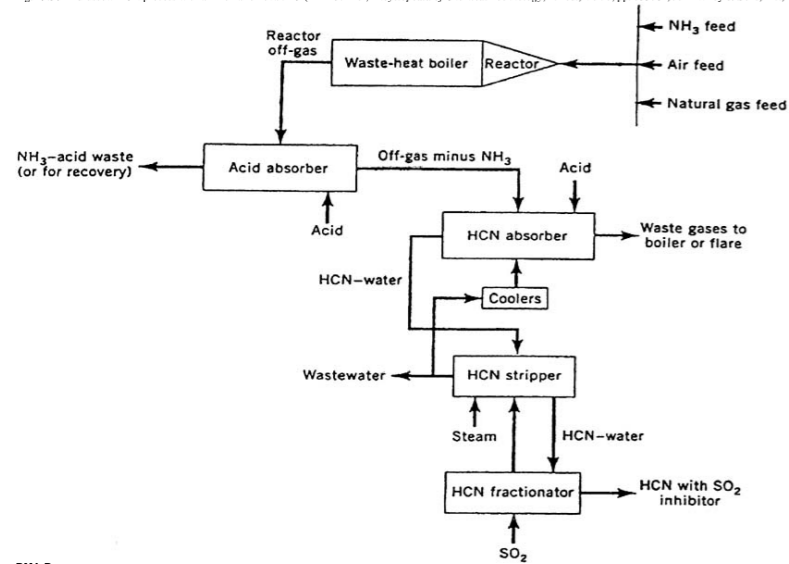 NH3 feed
Reactor
off-gas
Waste-heat boiler
Reactor
Air feed
Natural gas feed
NH3–acid waste
(or for recovery)
Acid absorber
Off-gas minus NH3
Acid
Acid
HCN absorber
Waste gases to
boiler or flare
HCN–water
Coolers
Wastewater
HCN stripper
Steam
HCN–water
HCN fractionator
HCN with SO2
inhibitor
SO2